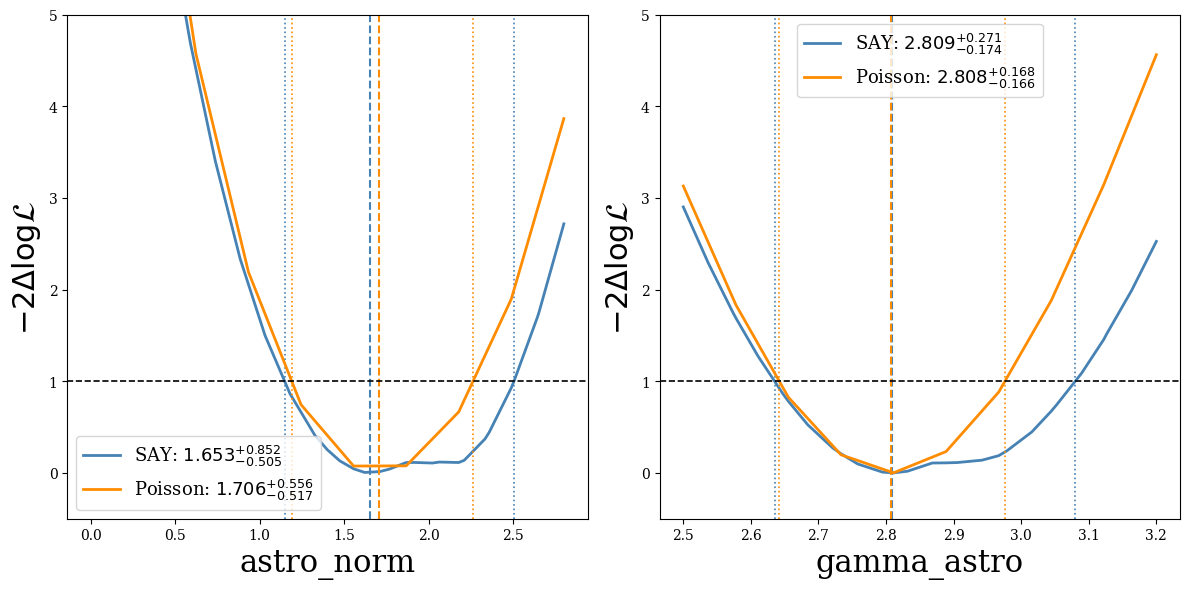 5
4
3
2
1
0
−2ΔlogℒL
SAY: 1.653+0.852 −0.505
Poisson: 1.706+0.556 −0.517
0.0 0.5 1.0 1.5 2.0 2.5
astro_norm
5
4
3
2
1
0
−2Δlogℒ
SAY: 2.809+0.271 −0.174
Poisson: 2.808+0.168 −0.166
2.5 2.6 2.7 2.8 2.9 3.0 3.1 3.2
gamma_astro